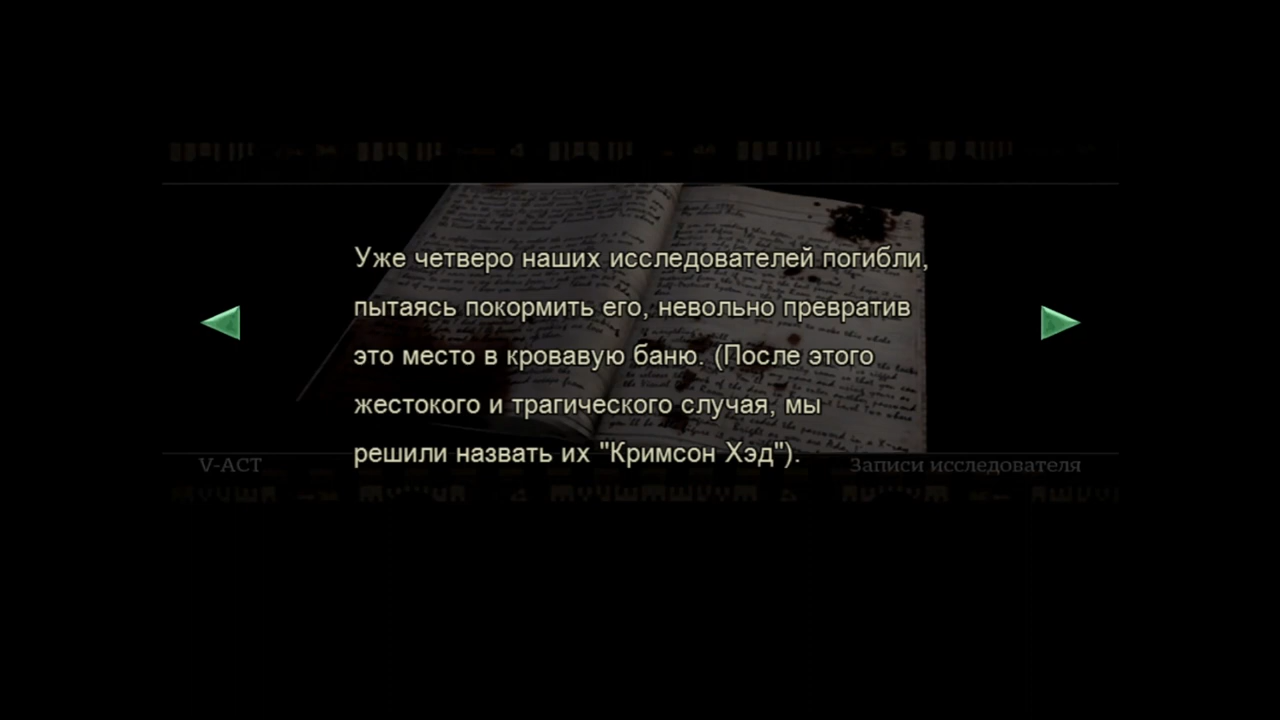 Уже четверо наших исследователей погибли,
пытаясь покормить его, невольно превратив
это место в кровавую баню. (После этого
жестокого и трагического случая, мы
решили назвать их "Кримсон Хэд").
V-ACT
Записи исследователя